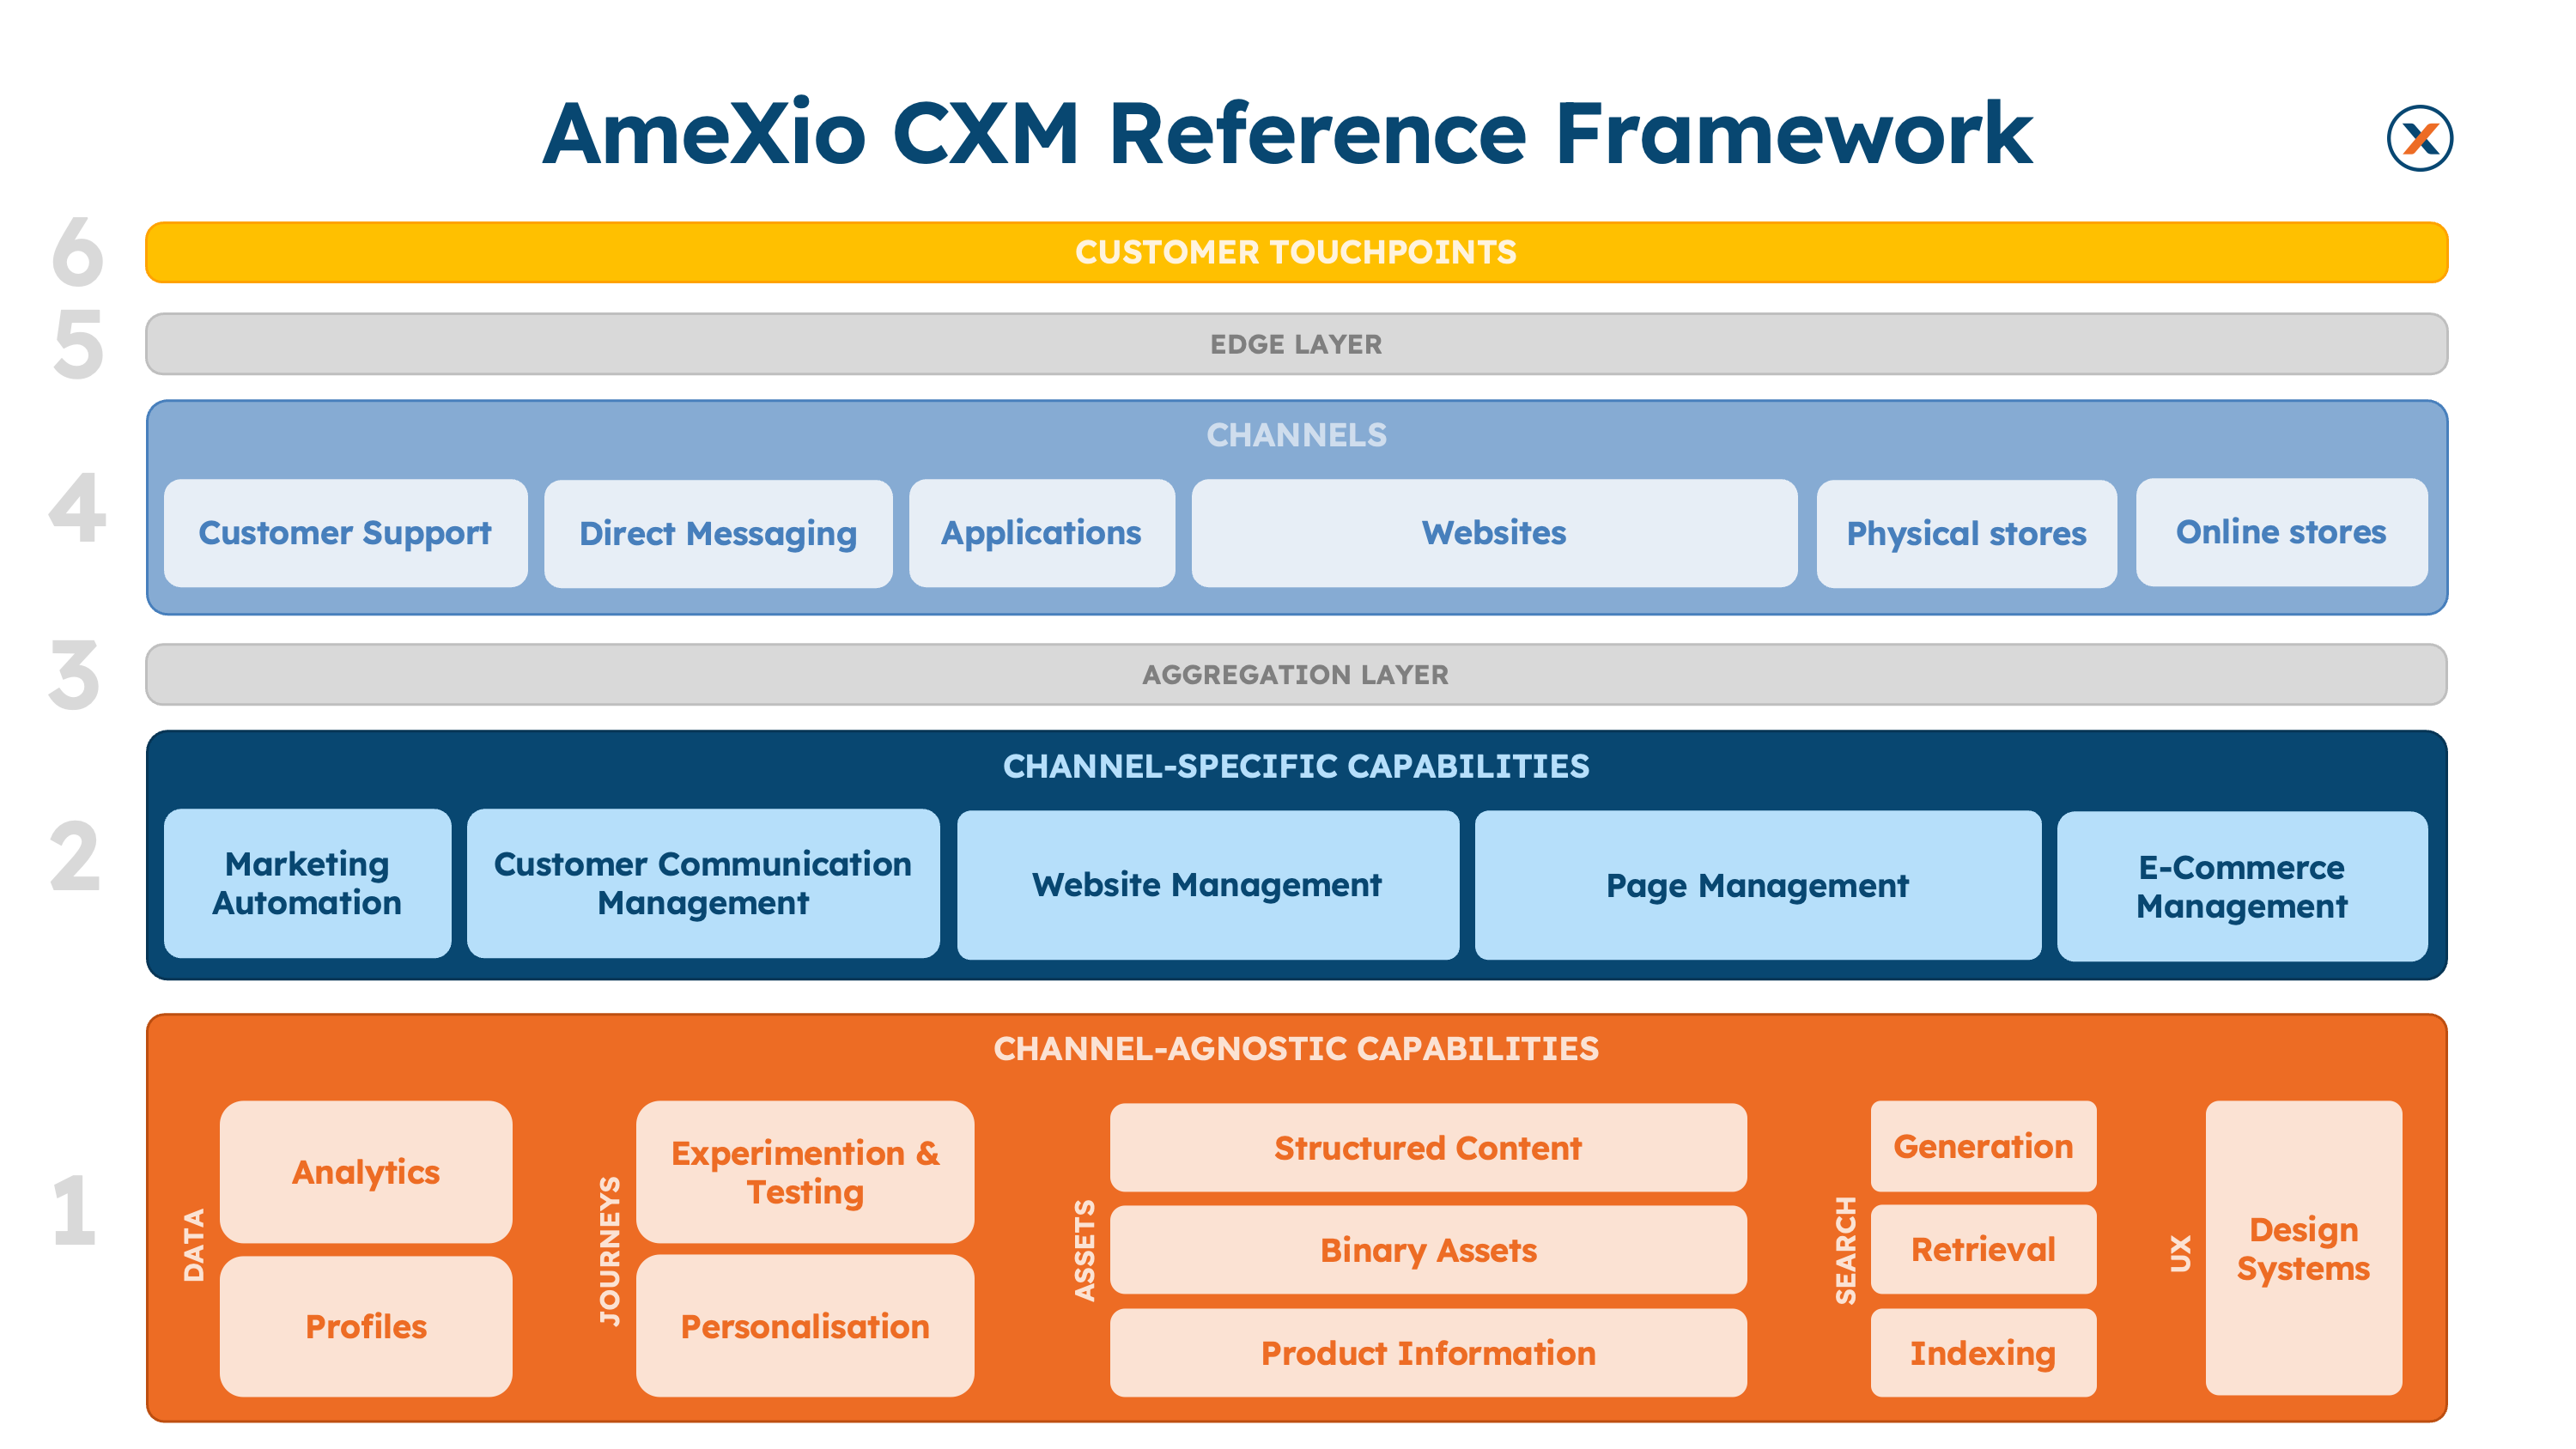 AmeXio CXM Reference Framework
6
CUSTOMER TOUCHPOINTS
5
EDGE LAYER
4
CHANNELS
Customer Support
Direct Messaging
Applications
Websites
Physical stores
Online stores
3
AGGREGATION LAYER
2
CHANNEL-SPECIFIC CAPABILITIES
Marketing
Automation
Customer Communication
Management
Website Management
Page Management
E-Commerce
Management
1
CHANNEL-AGNOSTIC CAPABILITIES
DATA
Analytics
Profiles
JOURNEYS
Experimention &
Testing
Personalisation
ASSETS
Structured Content
Binary Assets
Product Information
SEARCH
Generation
Retrieval
Indexing
UX
Design
Systems